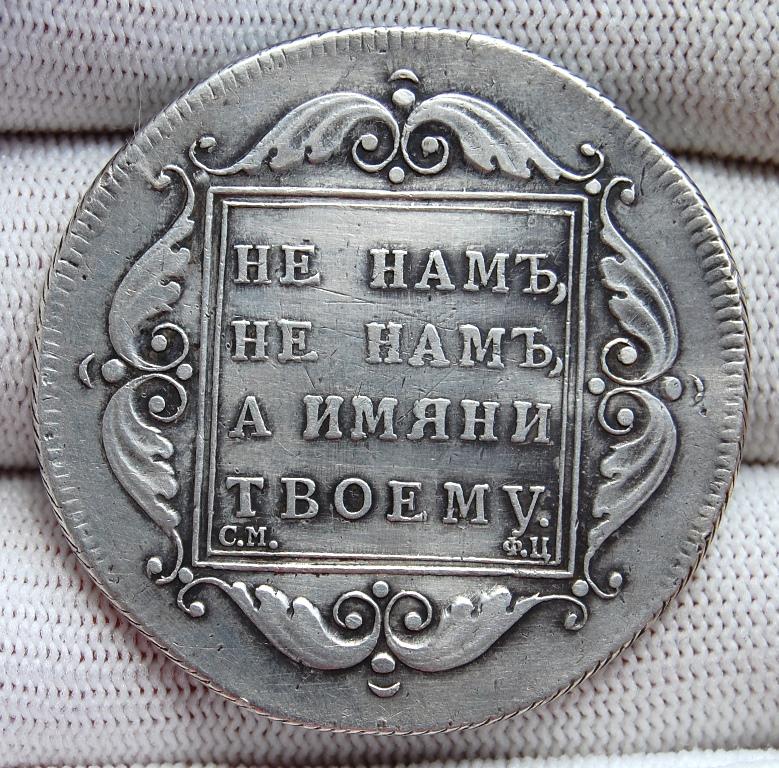 НЕ НАМЪ,
НЕ НАМЪ,
А ИМЯНИ
ТВОЕМУ.
С.М. Ф.Ц.